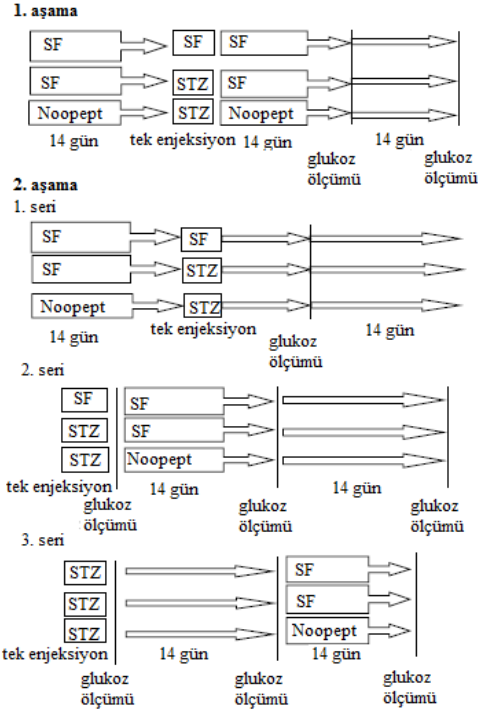 1. aşama
SF SF SF
SF STZ SF
Noopept STZ Noopept
14 gün tek enjeksiyon 14 gün 14 gün
glukoz ölçümü glukoz ölçümü
2. aşama
1. seri
SF SF
SF STZ
Noopept STZ
14 gün tek enjeksiyon 14 gün
glukoz ölçümü
2. seri
SF SF
STZ SF
STZ Noopept
tek enjeksiyon 14 gün 14 gün
glukoz ölçümü glukoz ölçümü glukoz ölçümü
3. seri
STZ SF
STZ SF
STZ Noopept
tek enjeksiyon 14 gün 14 gün
glukoz ölçümü glukoz ölçümü glukoz ölçümü